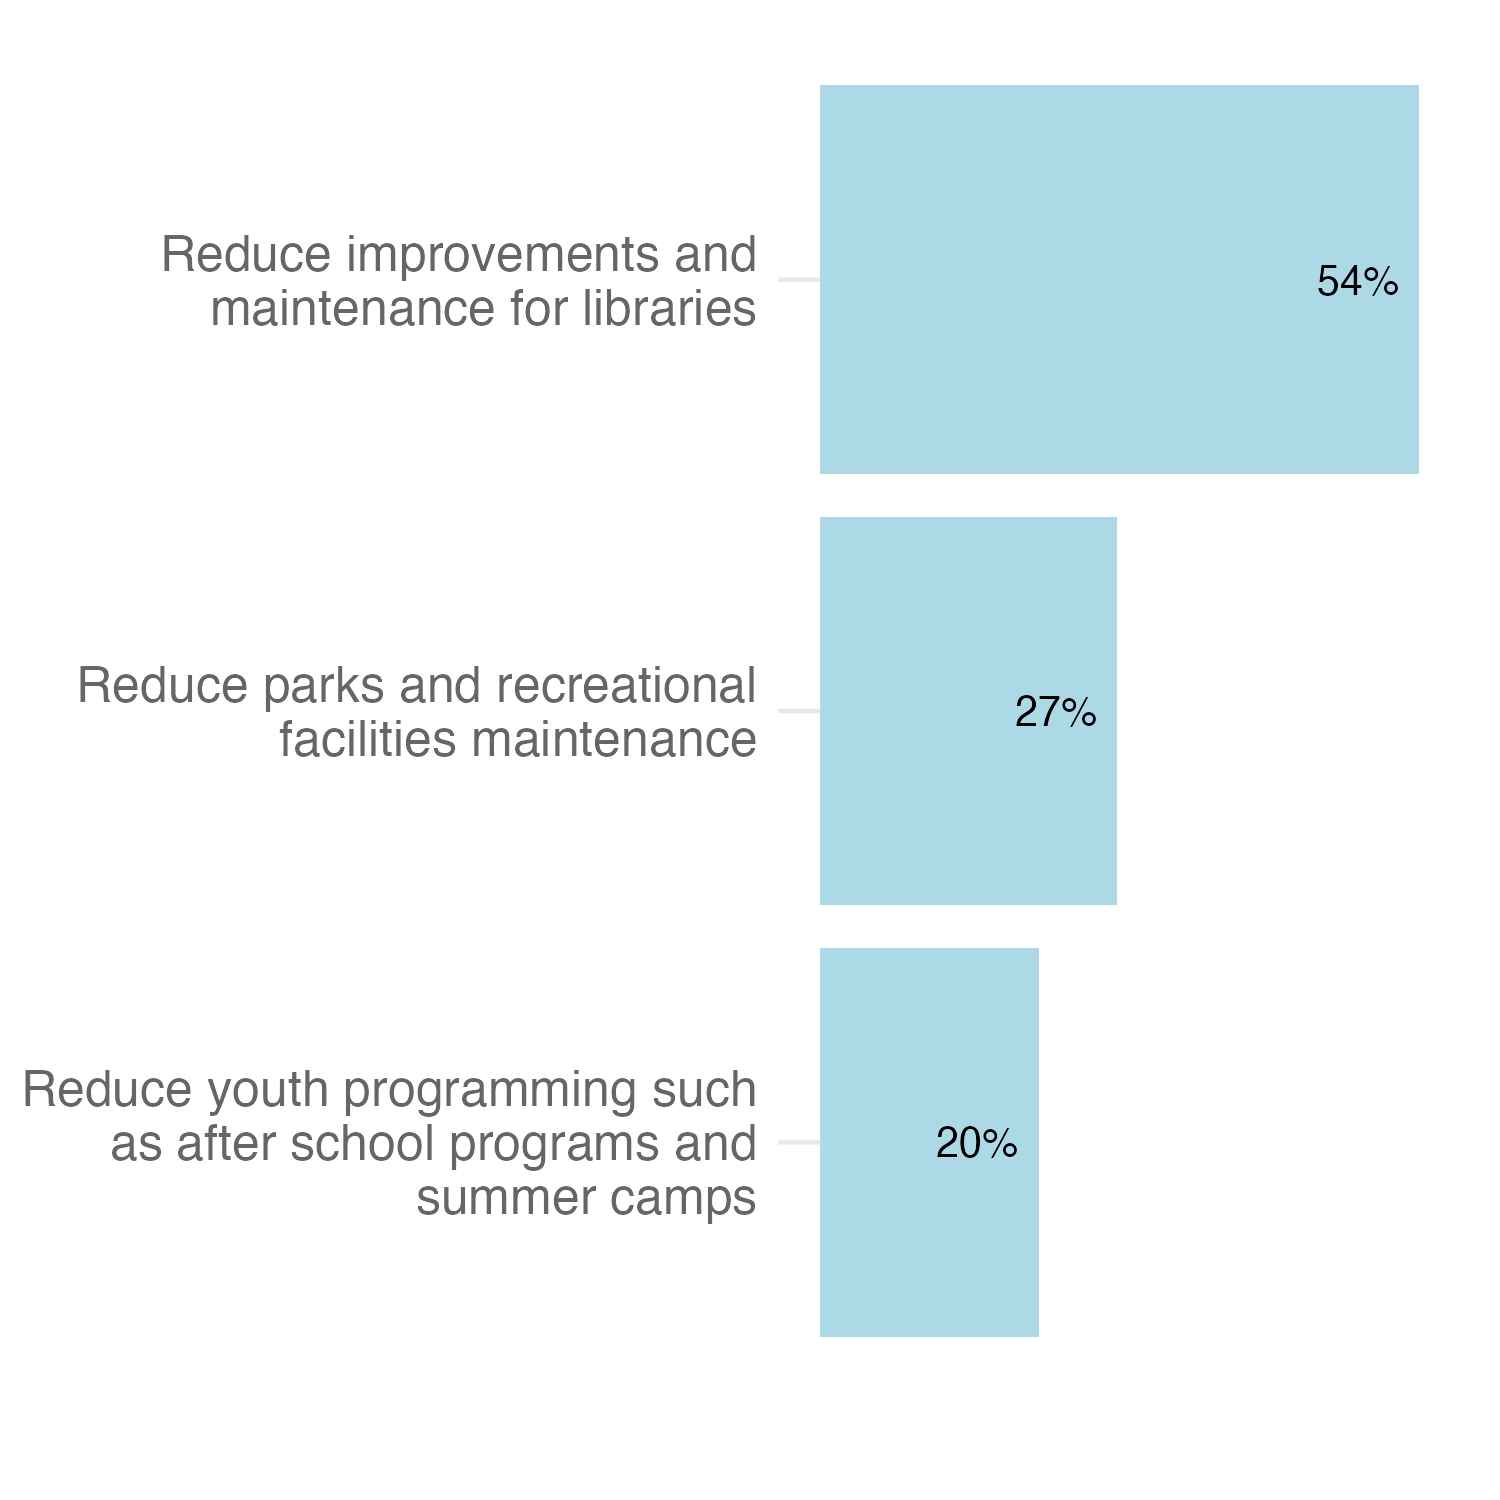 Reduce improvements and
maintenance for libraries
54%
Reduce parks and recreational
facilities maintenance
27%
Reduce youth programming such
as after school programs and
summer camps
20%